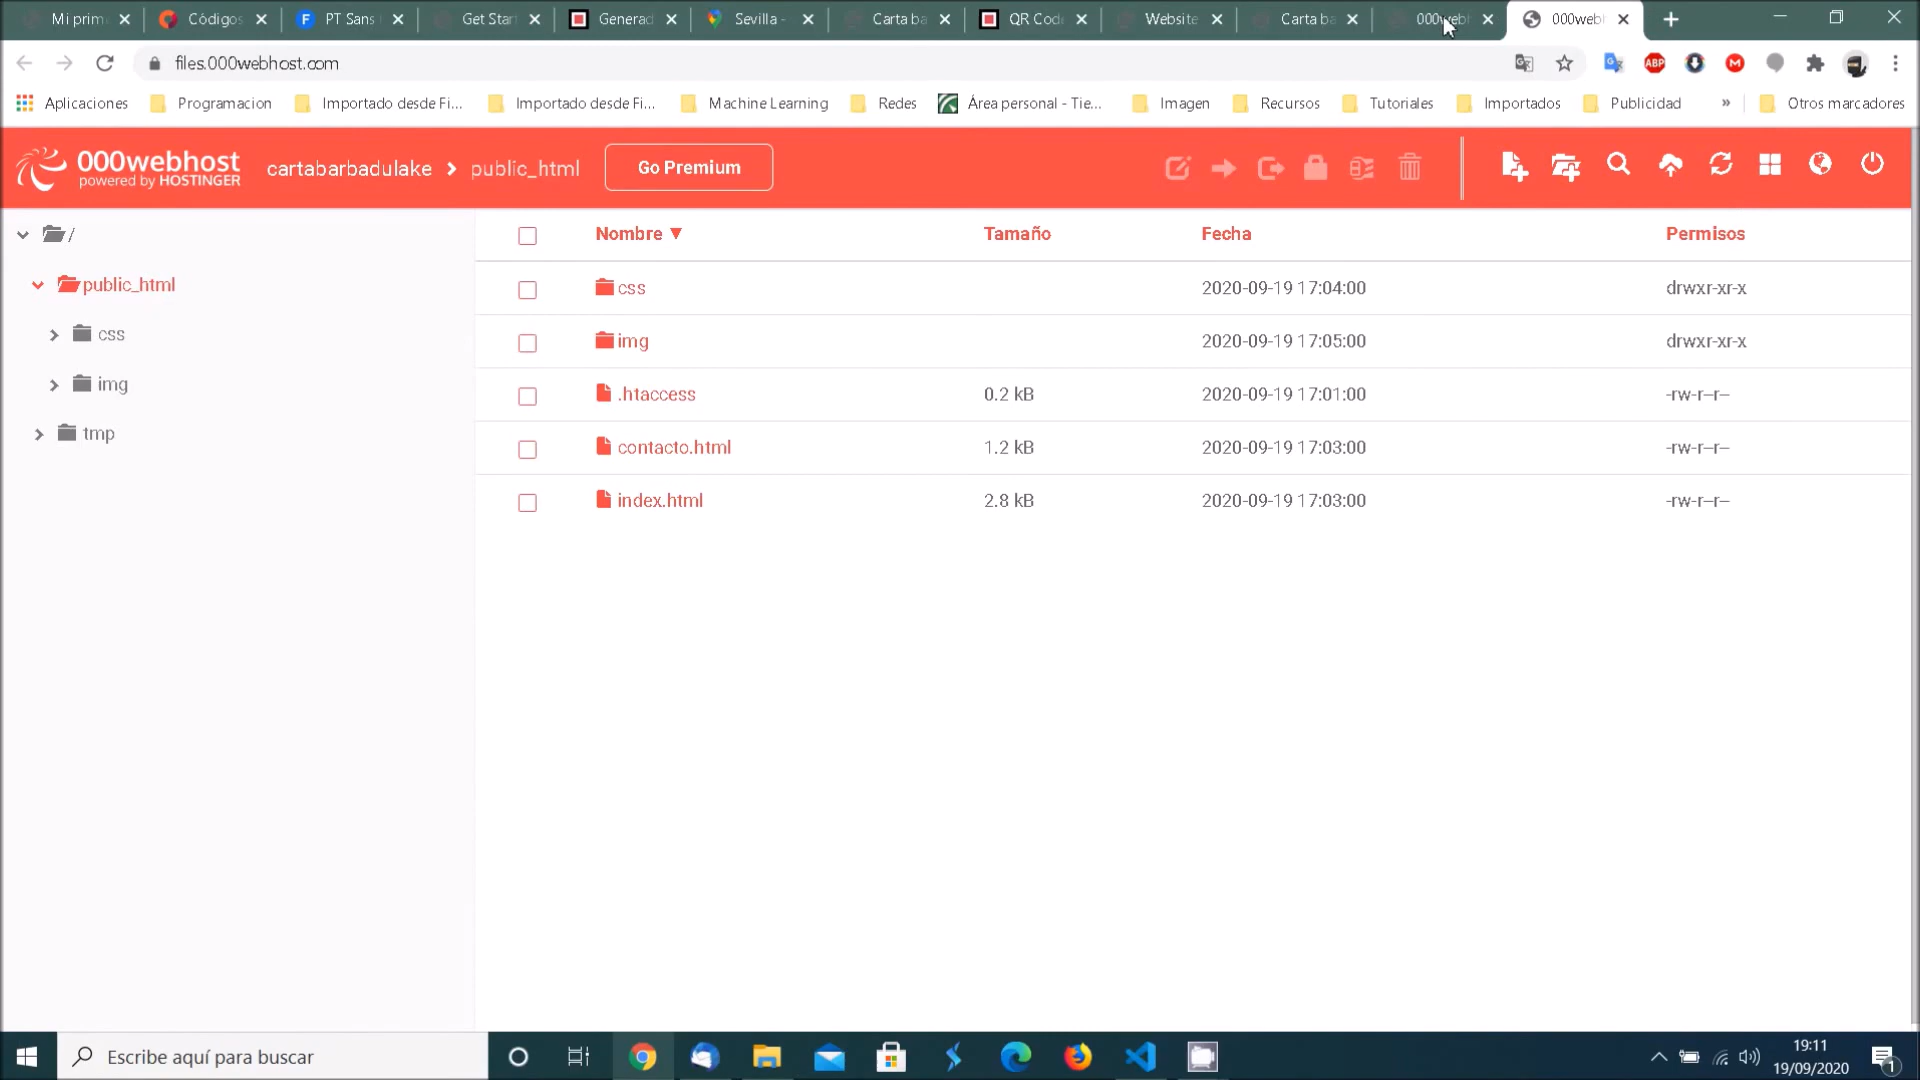 Mi prim
Códigos
PT Sans
Get Star
Generad
Sevilla -
Carta ba
QR Code
Website
Carta ba
000webh
000webh
files.000webhost.com
ABP
Aplicaciones
Programacion
Importado desde Fi...
Importado desde Fi...
Machine Learning
Redes
Área personal - Tie...
Imagen
Recursos
Tutoriales
Importados
Publicidad
»
Otros marcadores
000webhost
powered by HOSTINGER
cartabarbadulake > public_html
Go Premium
/
public_html
css
img
tmp
Nombre ▼ Tamaño Fecha Permisos
css 2020-09-19 17:04:00 drwxr-xr-x
img 2020-09-19 17:05:00 drwxr-xr-x
.htaccess 0.2 kB 2020-09-19 17:01:00 -rw-r--r--
contacto.html 1.2 kB 2020-09-19 17:03:00 -rw-r--r--
index.html 2.8 kB 2020-09-19 17:03:00 -rw-r--r--
Escribe aquí para buscar
19:11
19/09/2020
1